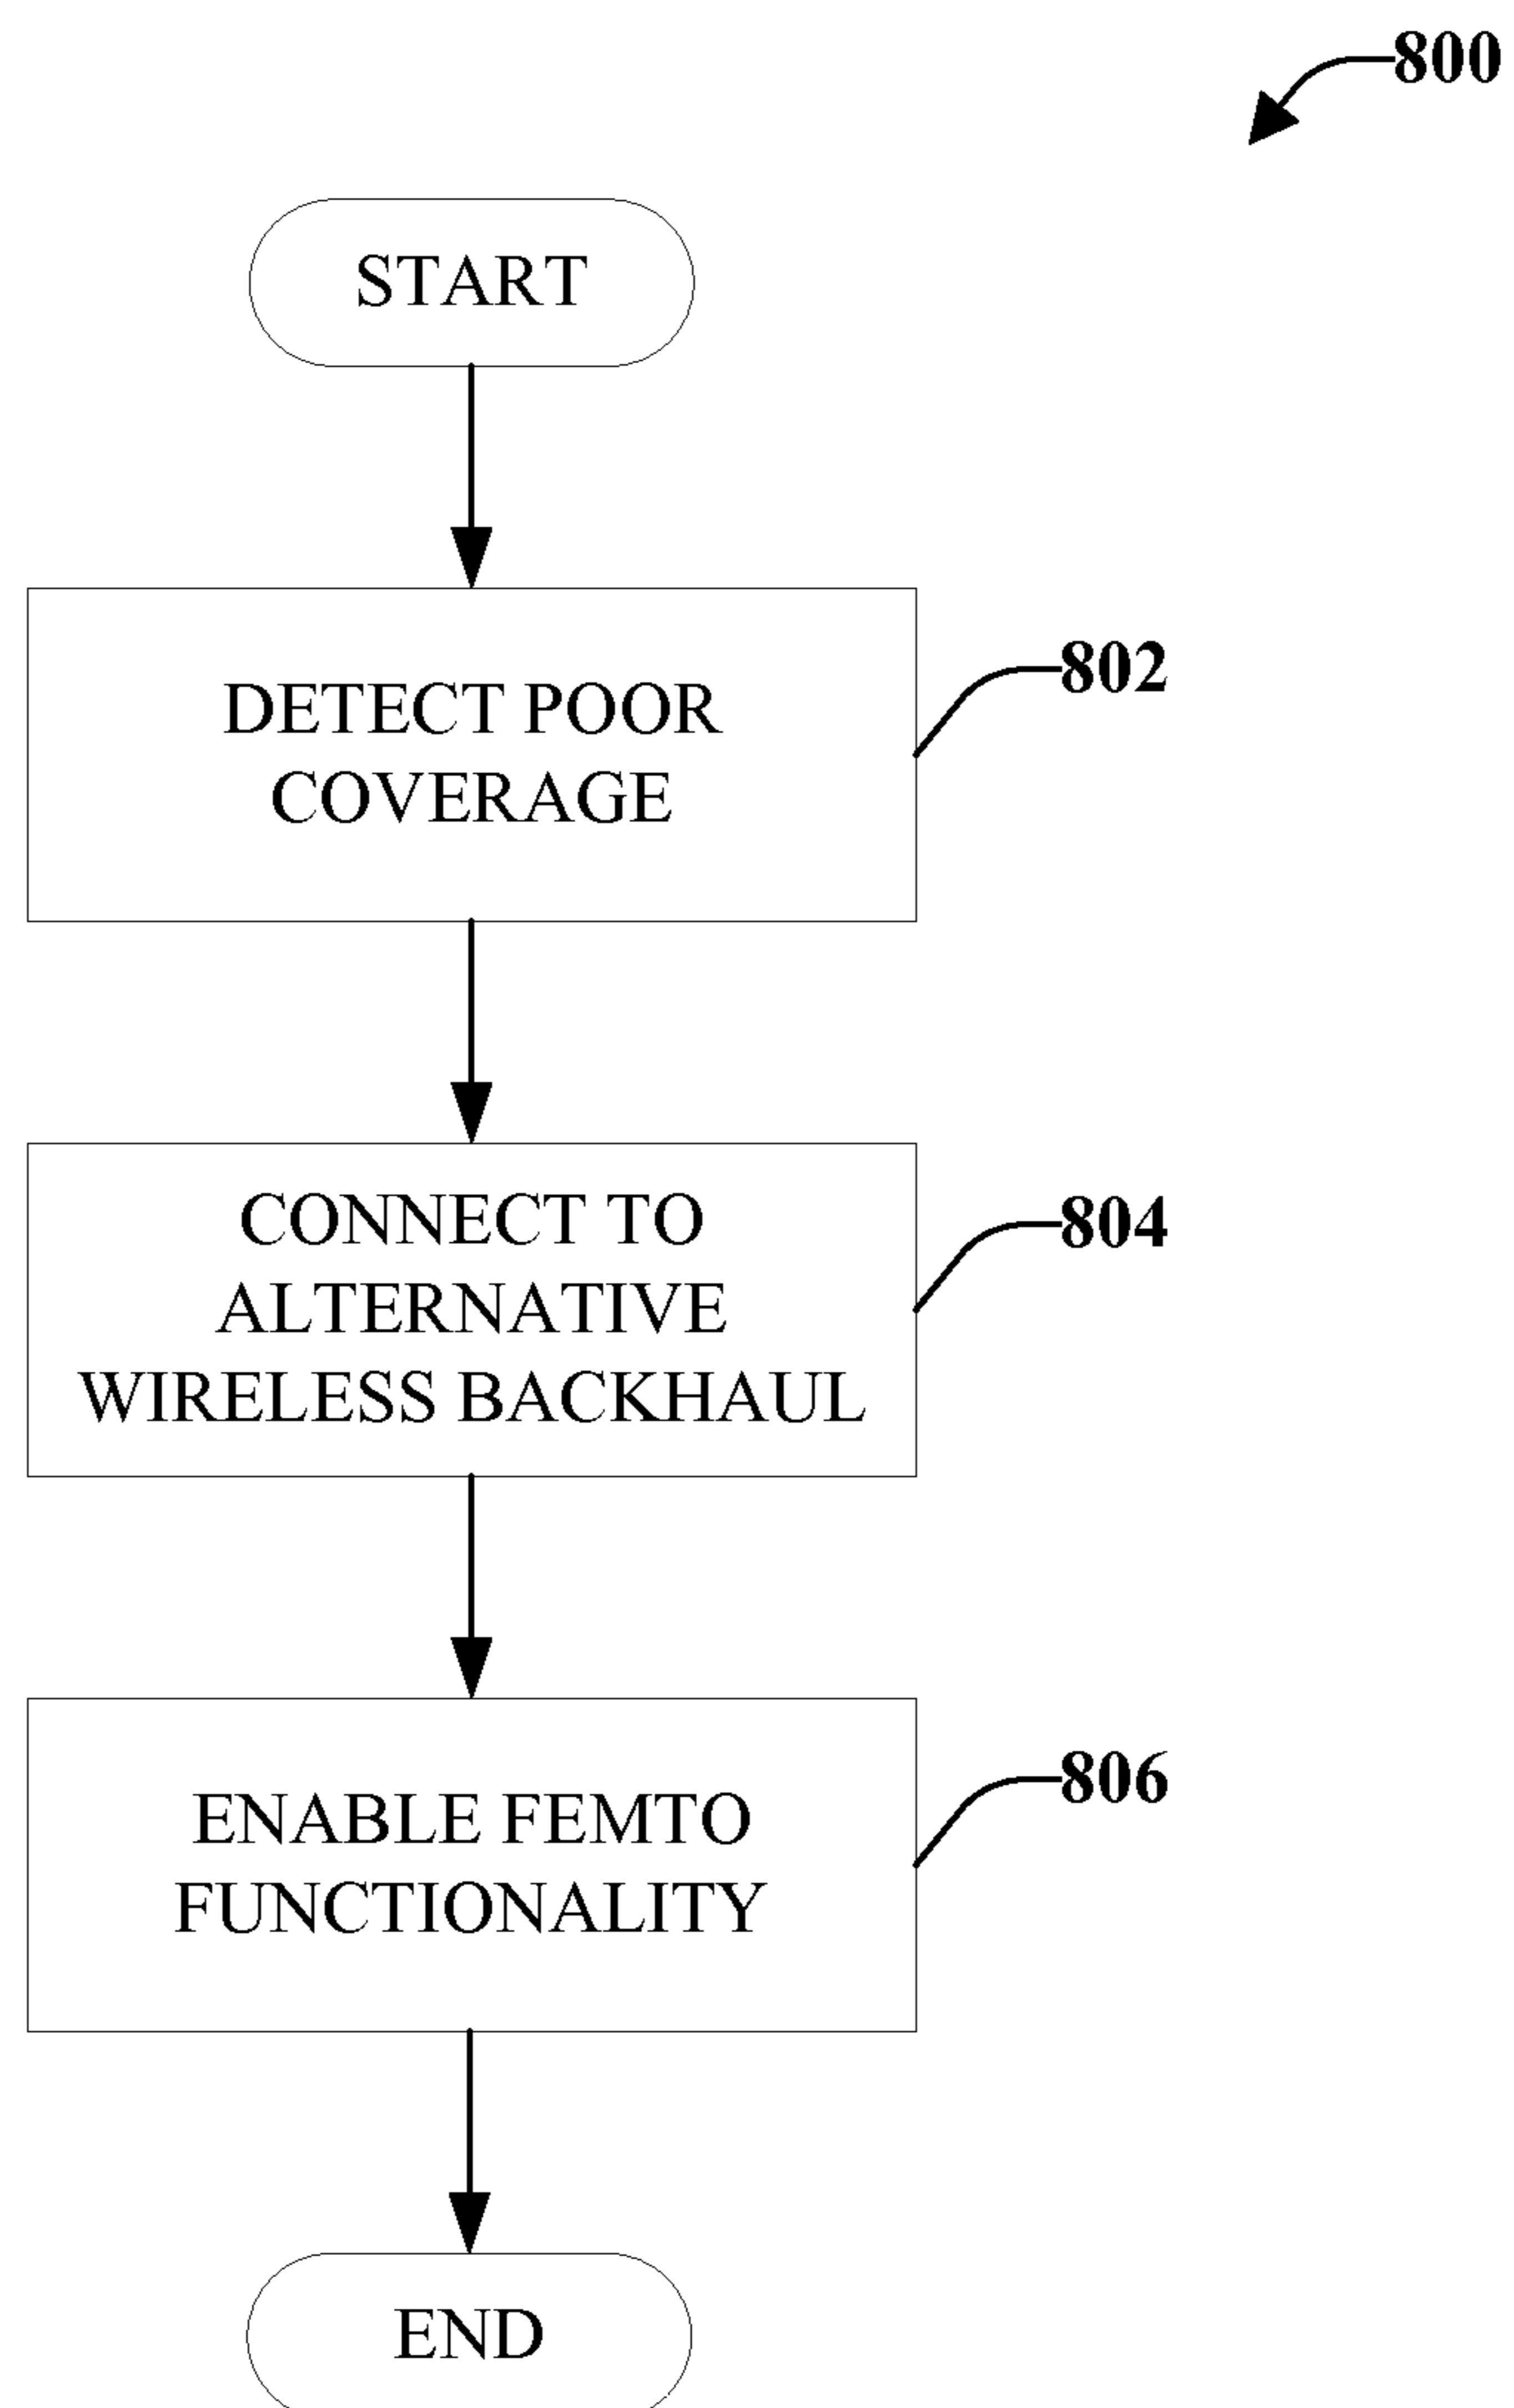 800
START
DETECT POOR
COVERAGE
802
CONNECT TO
ALTERNATIVE
WIRELESS BACKHAUL
804
ENABLE FEMTO
FUNCTIONALITY
806
END